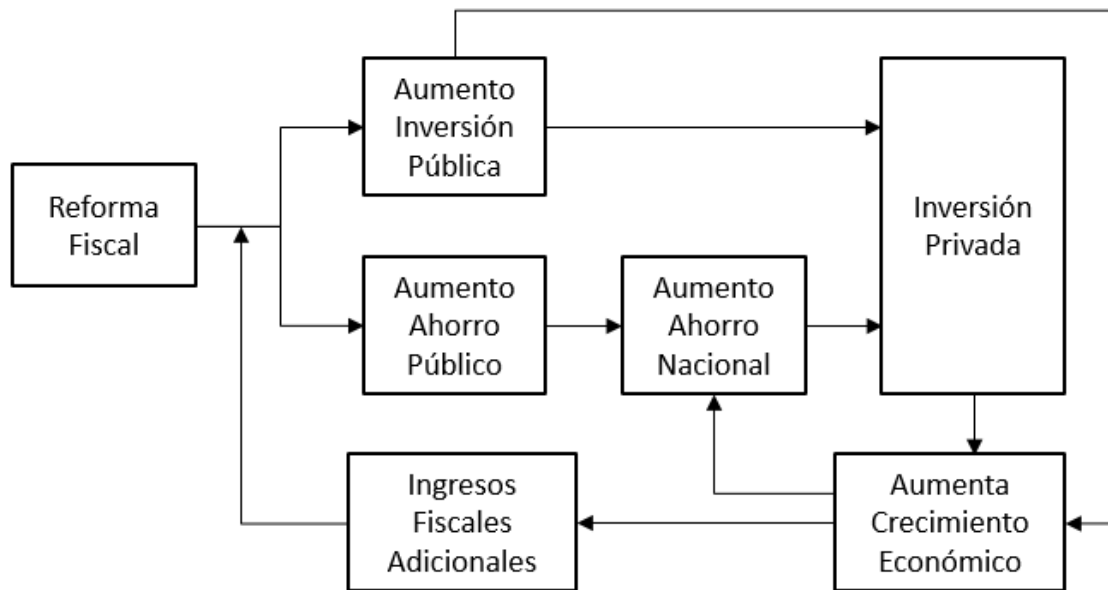 Aumento
Inversión
Pública
Inversión
Privada
Reforma
Fiscal
Aumento
Ahorro
Público
Aumento
Ahorro
Nacional
Ingresos
Fiscales
Adicionales
Aumenta
Crecimiento
Económico